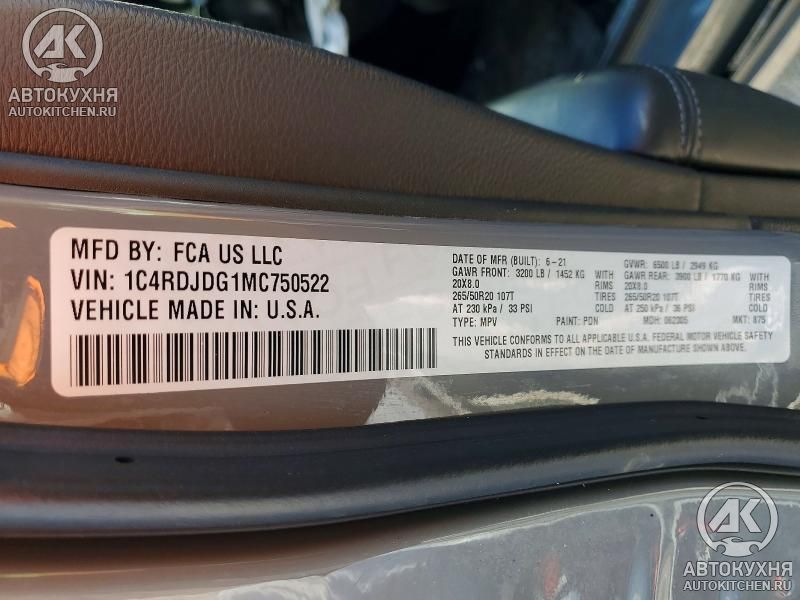 АК
АВТОКУХНЯ
AUTOKITCHEN.RU
MFD BY: FCA US LLC
VIN: 1C4RDJDG1MC750522
VEHICLE MADE IN: U.S.A.
DATE OF MFR (BUILT): 6-21 GVWR: 6500 LB / 2949 KG
GAWR FRONT: 3200 LB / 1452 KG GAWR REAR: 3900 LB / 1770 KG
20X8.0 RIMS 20X8.0 RIMS
265/50R20 107T TIRES 265/50R20 107T TIRES
AT 230 kPa / 33 PSI COLD AT 250 kPa / 36 PSI COLD
TYPE: MPV PAINT: PDN MDH: 062305 MKT: 875
THIS VEHICLE CONFORMS TO ALL APPLICABLE U.S.A. FEDERAL MOTOR VEHICLE SAFETY
STANDARDS IN EFFECT ON THE DATE OF MANUFACTURE SHOWN ABOVE.
АК
АВТОКУХНЯ
AUTOKITCHEN.RU